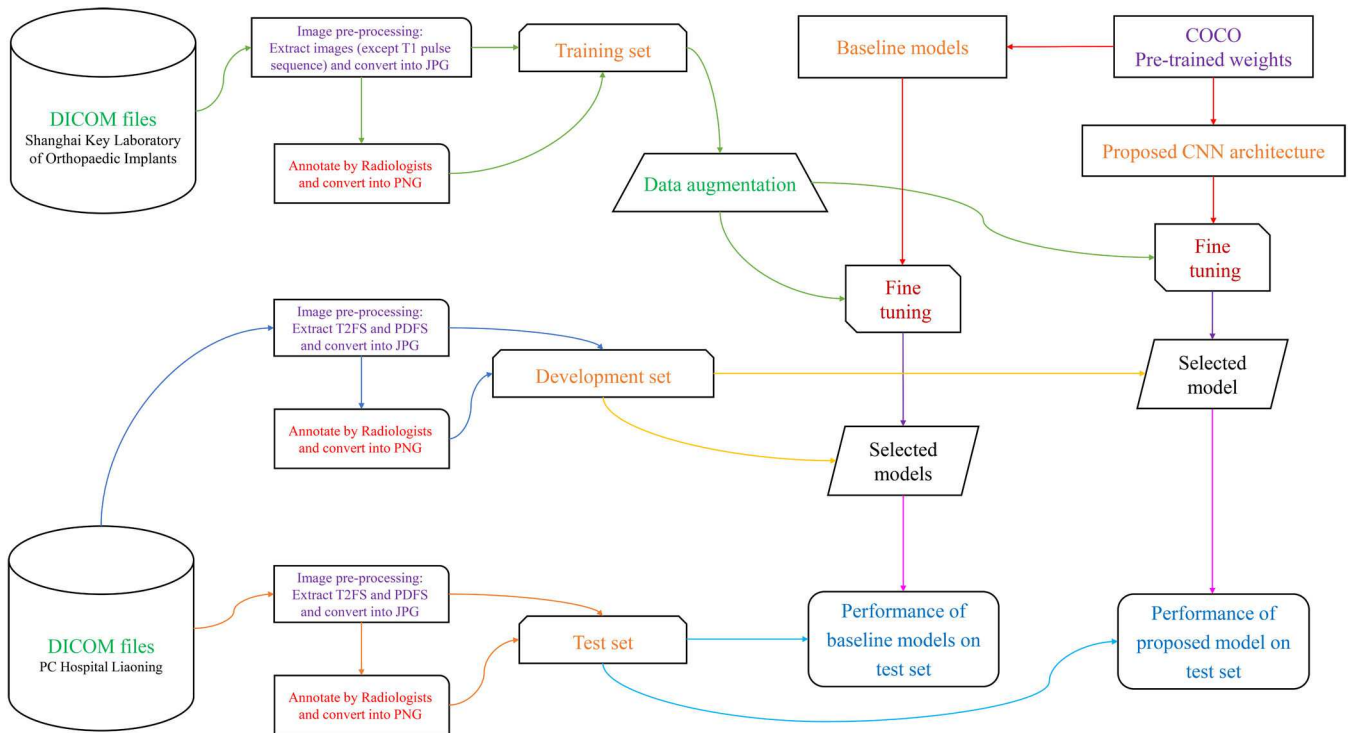 DICOM files
Shanghai Key Laboratory
of Orthopaedic Implants
Image pre-processing:
Extract images (except T1 pulse
sequence) and convert into JPG
Annotate by Radiologists
and convert into PNG
Training set
Data augmentation
Baseline models
COCO
Pre-trained weights
Proposed CNN architecture
Fine
tuning
Fine
tuning
Image pre-processing:
Extract T2FS and PDFS
and convert into JPG
Annotate by Radiologists
and convert into PNG
Development set
Selected
models
Selected
model
DICOM files
PC Hospital Liaoning
Image pre-processing:
Extract T2FS and PDFS
and convert into JPG
Annotate by Radiologists
and convert into PNG
Test set
Performance of
baseline models on
test set
Performance of
proposed model on
test set